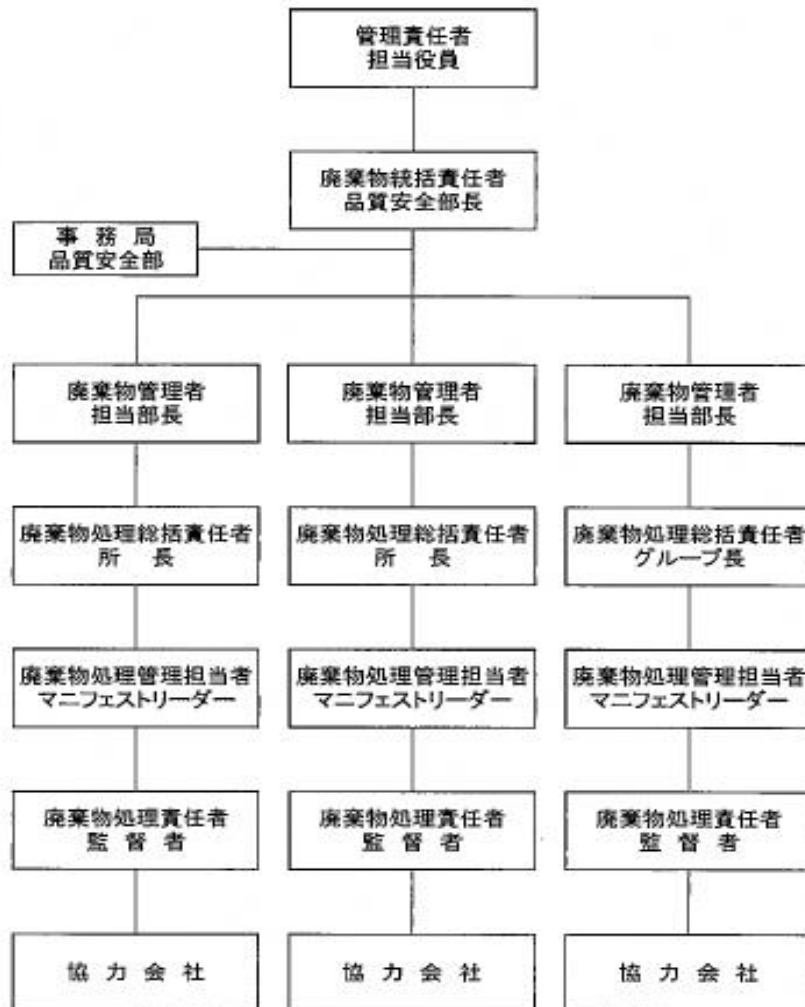 管理責任者
担当役員
廃棄物統括責任者
品質安全部長
事務局
品質安全部
廃棄物管理者
担当部長
廃棄物管理者
担当部長
廃棄物管理者
担当部長
廃棄物処理総括責任者
所長
廃棄物処理総括責任者
所長
廃棄物処理総括責任者
グループ長
廃棄物処理管理担当者
マニフェストリーダー
廃棄物処理管理担当者
マニフェストリーダー
廃棄物処理管理担当者
マニフェストリーダー
廃棄物処理責任者
監督者
廃棄物処理責任者
監督者
廃棄物処理責任者
監督者
協力会社
協力会社
協力会社